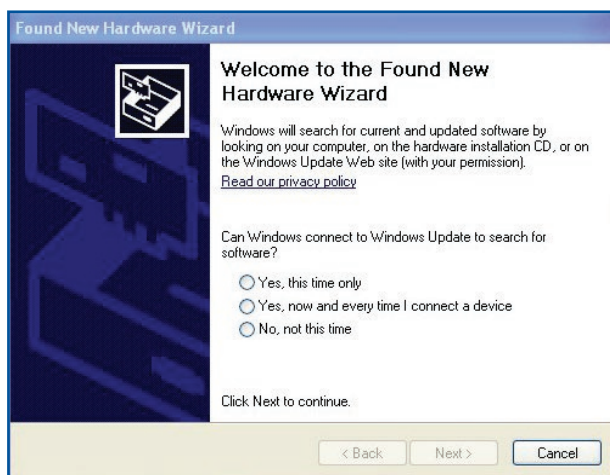 Found New Hardware Wizard
Welcome to the Found New
Hardware Wizard
Windows will search for current and updated software by
looking on your computer, on the hardware installation CD, or on
the Windows Update Web site (with your permission).
Read our privacy policy
Can Windows connect to Windows Update to search for
software?
Yes, this time only
Yes, now and every time I connect a device
No, not this time
Click Next to continue.
< Back
Next >
Cancel